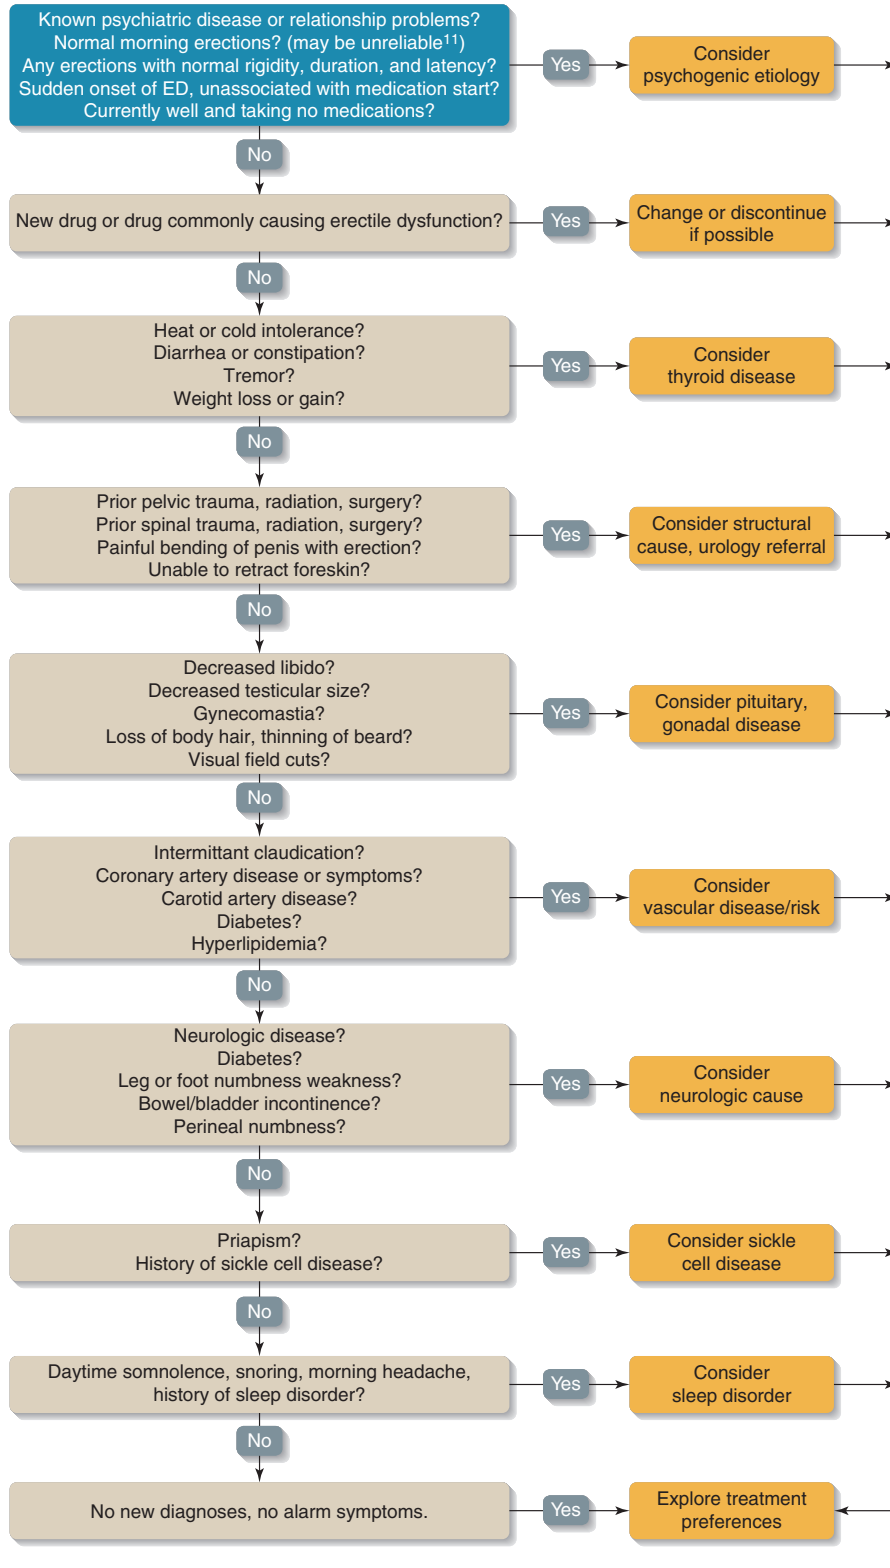 Known psychiatric disease or relationship problems?
Normal morning erections? (may be unreliable¹¹)
Any erections with normal rigidity, duration, and latency?
Sudden onset of ED, unassociated with medication start?
Currently well and taking no medications?
Yes
Consider
psychogenic etiology
No
New drug or drug commonly causing erectile dysfunction?
Yes
Change or discontinue
if possible
No
Heat or cold intolerance?
Diarrhea or constipation?
Tremor?
Weight loss or gain?
Yes
Consider
thyroid disease
No
Prior pelvic trauma, radiation, surgery?
Prior spinal trauma, radiation, surgery?
Painful bending of penis with erection?
Unable to retract foreskin?
Yes
Consider structural
cause, urology referral
No
Decreased libido?
Decreased testicular size?
Gynecomastia?
Loss of body hair, thinning of beard?
Visual field cuts?
Yes
Consider pituitary,
gonadal disease
No
Intermittant claudication?
Coronary artery disease or symptoms?
Carotid artery disease?
Diabetes?
Hyperlipidemia?
Yes
Consider
vascular disease/risk
No
Neurologic disease?
Diabetes?
Leg or foot numbness weakness?
Bowel/bladder incontinence?
Perineal numbness?
Yes
Consider
neurologic cause
No
Priapism?
History of sickle cell disease?
Yes
Consider sickle
cell disease
No
Daytime somnolence, snoring, morning headache,
history of sleep disorder?
Yes
Consider
sleep disorder
No
No new diagnoses, no alarm symptoms.
Yes
Explore treatment
preferences